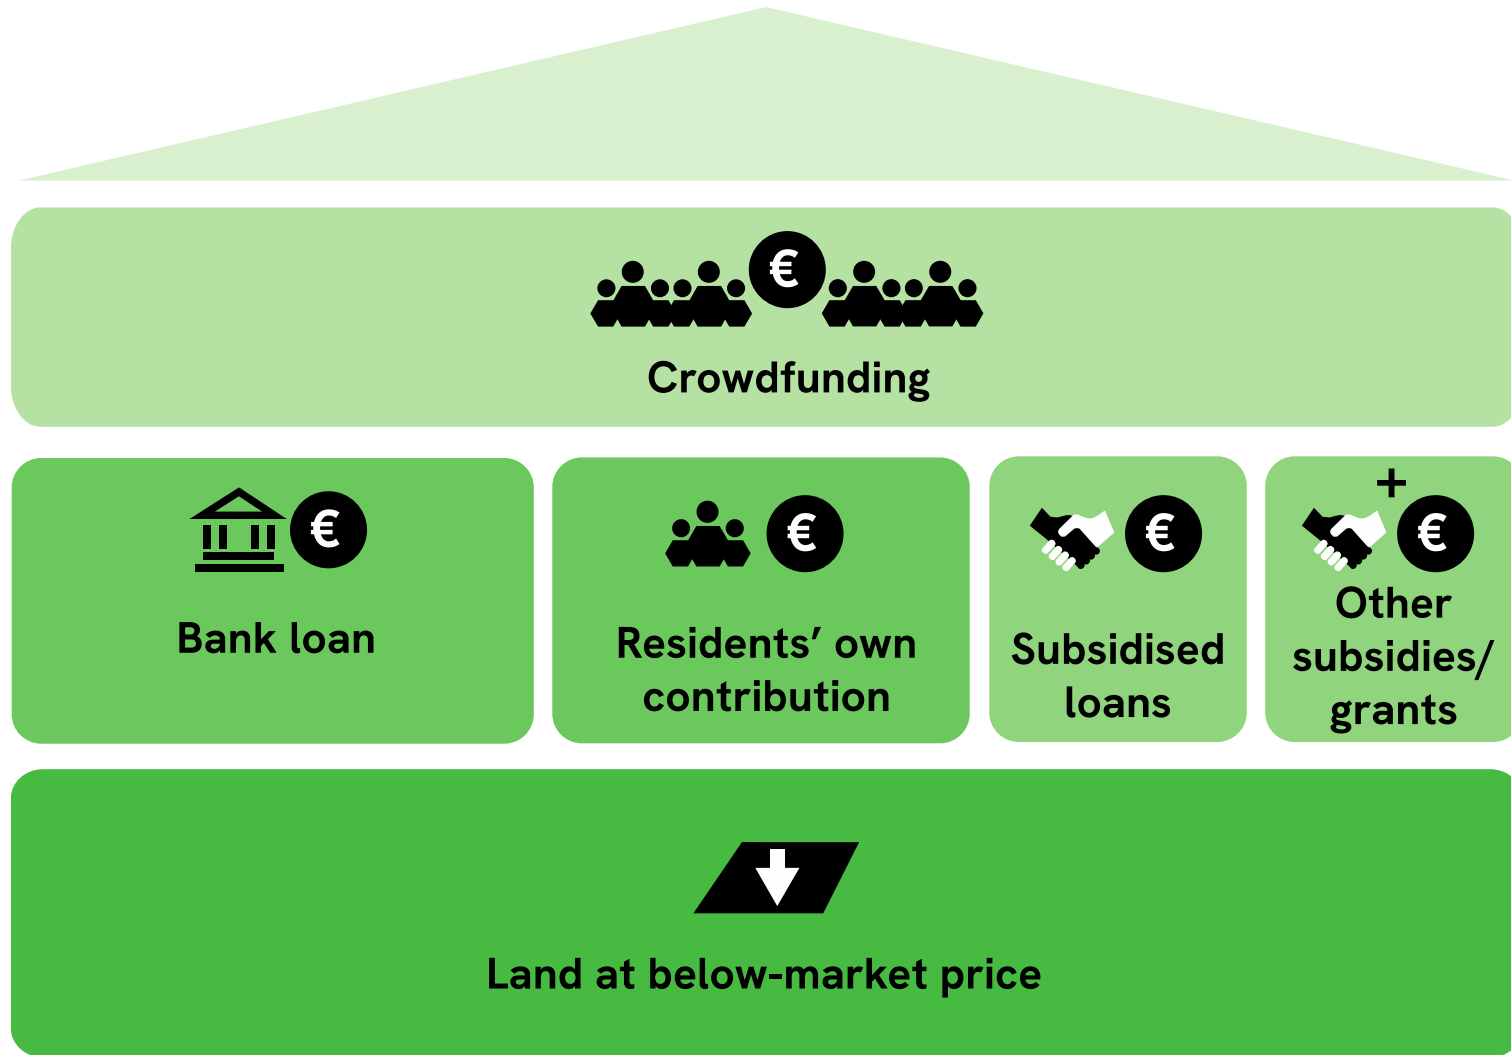 €
Crowdfunding
€
Bank loan
€
Residents’ own
contribution
€
Subsidised
loans
+
€
Other
subsidies/
grants
Land at below-market price